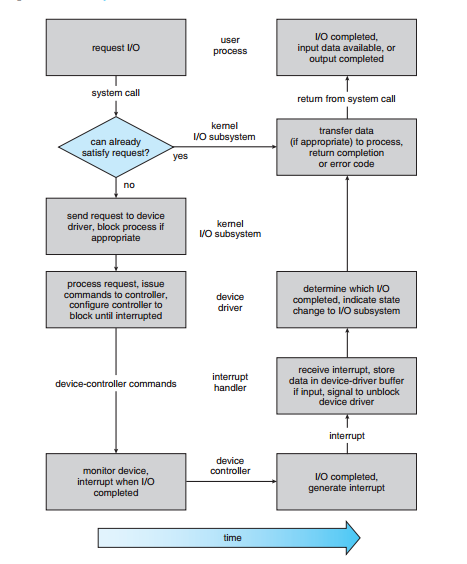 request I/O
user
process
I/O completed,
input data available, or
output completed
system call
return from system call
can already
satisfy request?
kernel
I/O subsystem
yes
transfer data
(if appropriate) to process,
return completion
or error code
no
send request to device
driver, block process if
appropriate
kernel
I/O subsystem
process request, issue
commands to controller,
configure controller to
block until interrupted
device
driver
determine which I/O
completed, indicate state
change to I/O subsystem
device-controller commands
interrupt
handler
receive interrupt, store
data in device-driver buffer
if input, signal to unblock
device driver
interrupt
monitor device,
interrupt when I/O
completed
device
controller
I/O completed,
generate interrupt
time